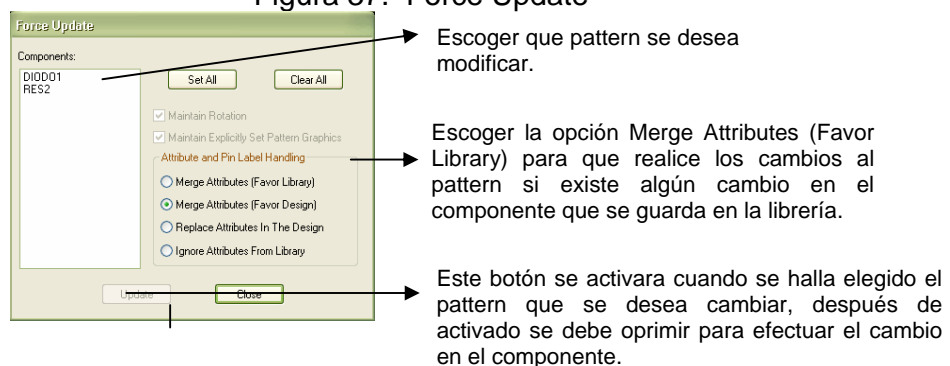 Figura 37. Force Update
Force Update
Components:
DIODO1
RES2
Set All
Clear All
Maintain Rotation
Maintain Explicitly Set Pattern Graphics
Attribute and Pin Label Handling
Merge Attributes (Favor Library)
Merge Attributes (Favor Design)
Replace Attributes In The Design
Ignore Attributes From Library
Update
Close
Escoger que pattern se desea
modificar.
Escoger la opción Merge Attributes (Favor
Library) para que realice los cambios al
pattern si existe algún cambio en el
componente que se guarda en la librería.
Este botón se activara cuando se halla elegido el
pattern que se desea cambiar, después de
activado se debe oprimir para efectuar el cambio
en el componente.